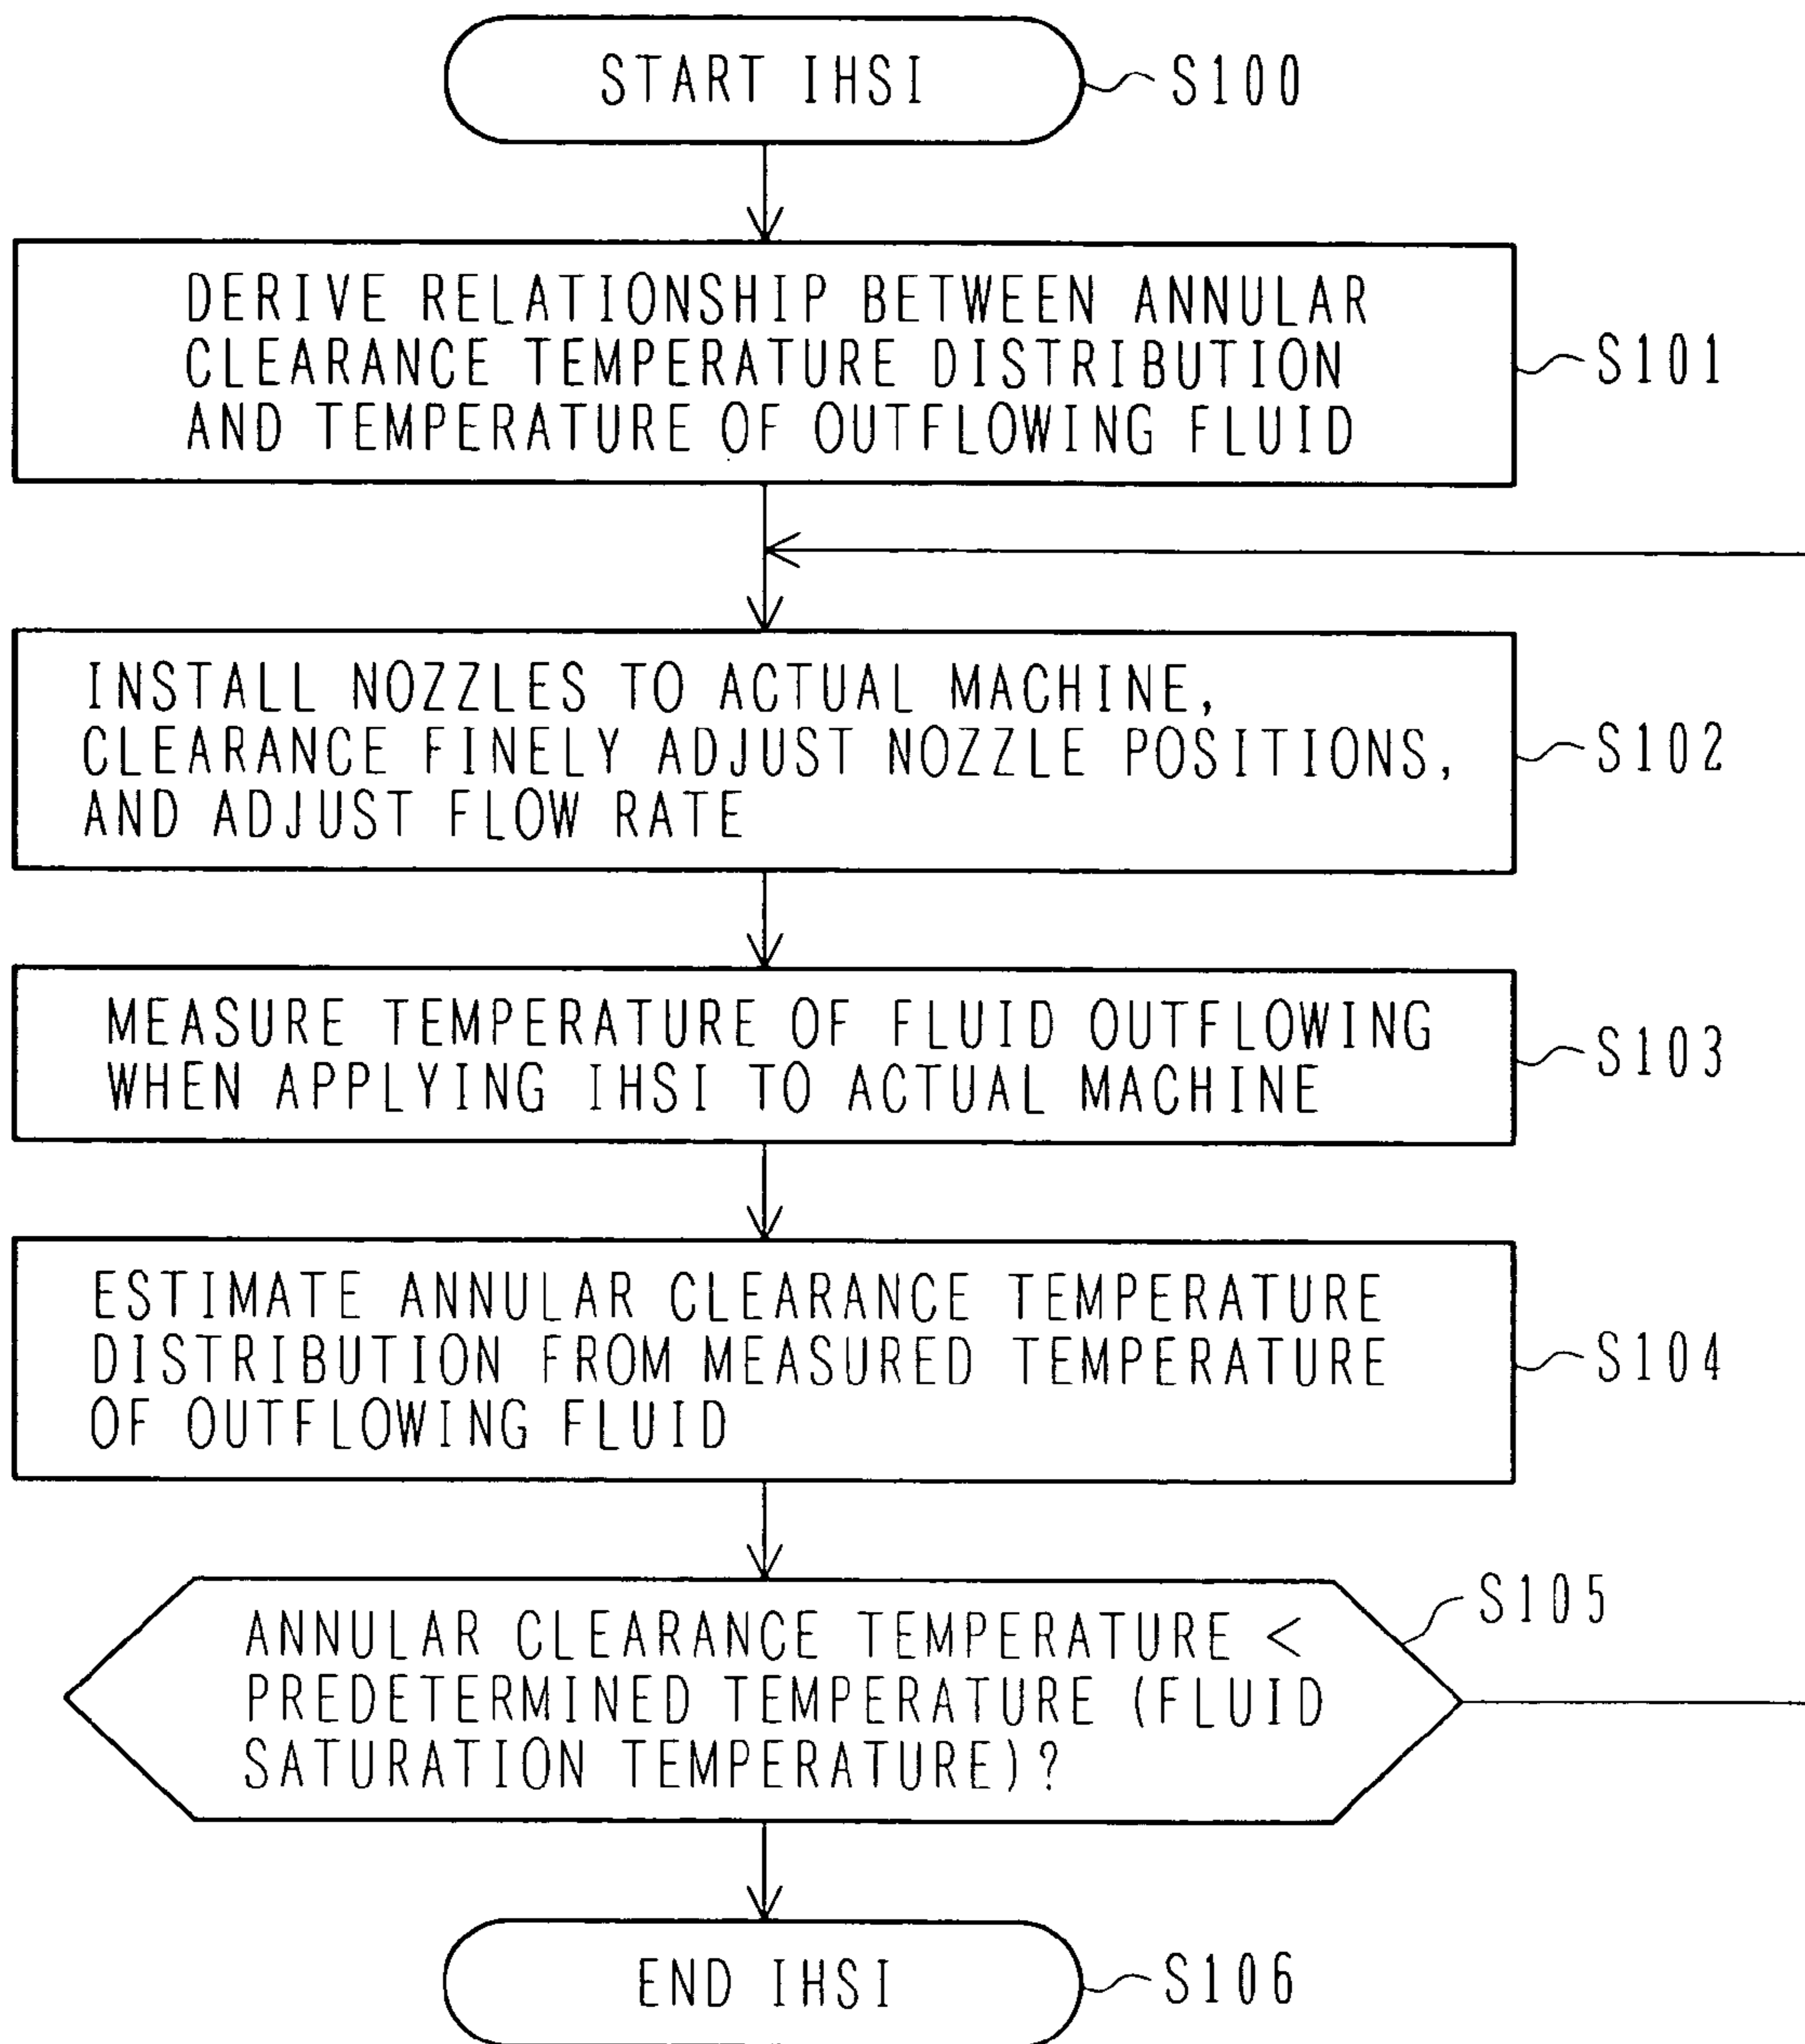 START IHSI
S100
DERIVE RELATIONSHIP BETWEEN ANNULAR
CLEARANCE TEMPERATURE DISTRIBUTION
AND TEMPERATURE OF OUTFLOWING FLUID
S101
INSTALL NOZZLES TO ACTUAL MACHINE,
CLEARANCE FINELY ADJUST NOZZLE POSITIONS,
AND ADJUST FLOW RATE
S102
MEASURE TEMPERATURE OF FLUID OUTFLOWING
WHEN APPLYING IHSI TO ACTUAL MACHINE
S103
ESTIMATE ANNULAR CLEARANCE TEMPERATURE
DISTRIBUTION FROM MEASURED TEMPERATURE
OF OUTFLOWING FLUID
S104
ANNULAR CLEARANCE TEMPERATURE <
PREDETERMINED TEMPERATURE (FLUID
SATURATION TEMPERATURE)?
S105
END IHSI
S106